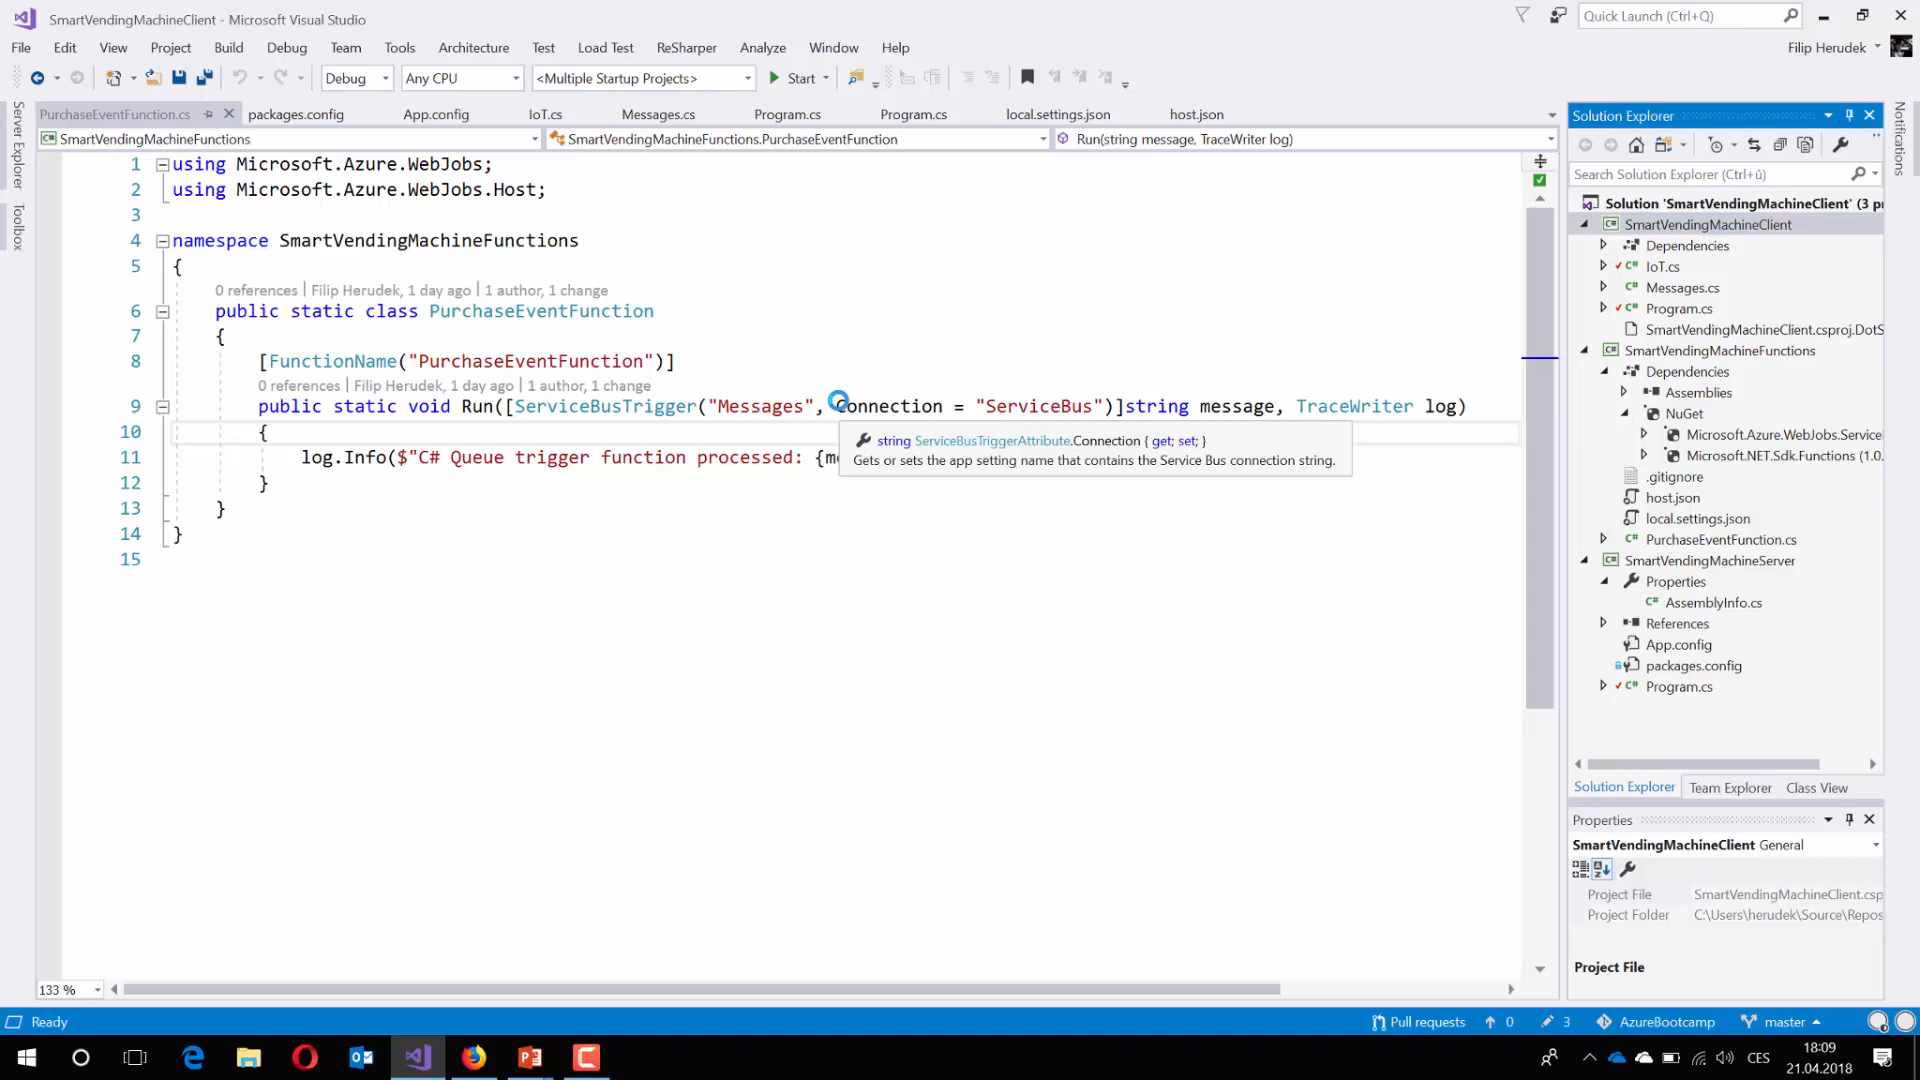 SmartVendingMachineClient - Microsoft Visual Studio
Quick Launch (Ctrl+Q)
File Edit View Project Build Debug Team Tools Architecture Test Load Test ReSharper Analyze Window Help
Filip Herudek
Debug Any CPU <Multiple Startup Projects> Start
PurchaseEventFunction.cs packages.config App.config IoT.cs Messages.cs Program.cs Program.cs local.settings.json host.json
SmartVendingMachineFunctions SmartVendingMachineFunctions.PurchaseEventFunction Run(string message, TraceWriter log)
Server Explorer
Toolbox
Notifications
1 using Microsoft.Azure.WebJobs;
2 using Microsoft.Azure.WebJobs.Host;
3
4 namespace SmartVendingMachineFunctions
5 {
0 references | Filip Herudek, 1 day ago | 1 author, 1 change
6 public static class PurchaseEventFunction
7 {
8 [FunctionName("PurchaseEventFunction")]
0 references | Filip Herudek, 1 day ago | 1 author, 1 change
9 public static void Run([ServiceBusTrigger("Messages", Connection = "ServiceBus")]string message, TraceWriter log)
10 {
11 log.Info($"C# Queue trigger function processed: {me
12 }
13 }
14 }
15
string ServiceBusTriggerAttribute.Connection { get; set; }
Gets or sets the app setting name that contains the Service Bus connection string.
133 %
Solution Explorer
Search Solution Explorer (Ctrl+ů)
Solution 'SmartVendingMachineClient' (3 pr
SmartVendingMachineClient
Dependencies
IoT.cs
Messages.cs
Program.cs
SmartVendingMachineClient.csproj.DotS
SmartVendingMachineFunctions
Dependencies
Assemblies
NuGet
Microsoft.Azure.WebJobs.Service
Microsoft.NET.Sdk.Functions (1.0.
.gitignore
host.json
local.settings.json
PurchaseEventFunction.cs
SmartVendingMachineServer
Properties
AssemblyInfo.cs
References
App.config
packages.config
Program.cs
Solution Explorer Team Explorer Class View
Properties
SmartVendingMachineClient General
Project File SmartVendingMachineClient.csp
Project Folder C:\Users\herudek\Source\Repos
Project File
Ready
Pull requests 0 3 AzureBootcamp master
CES
18:09
21.04.2018